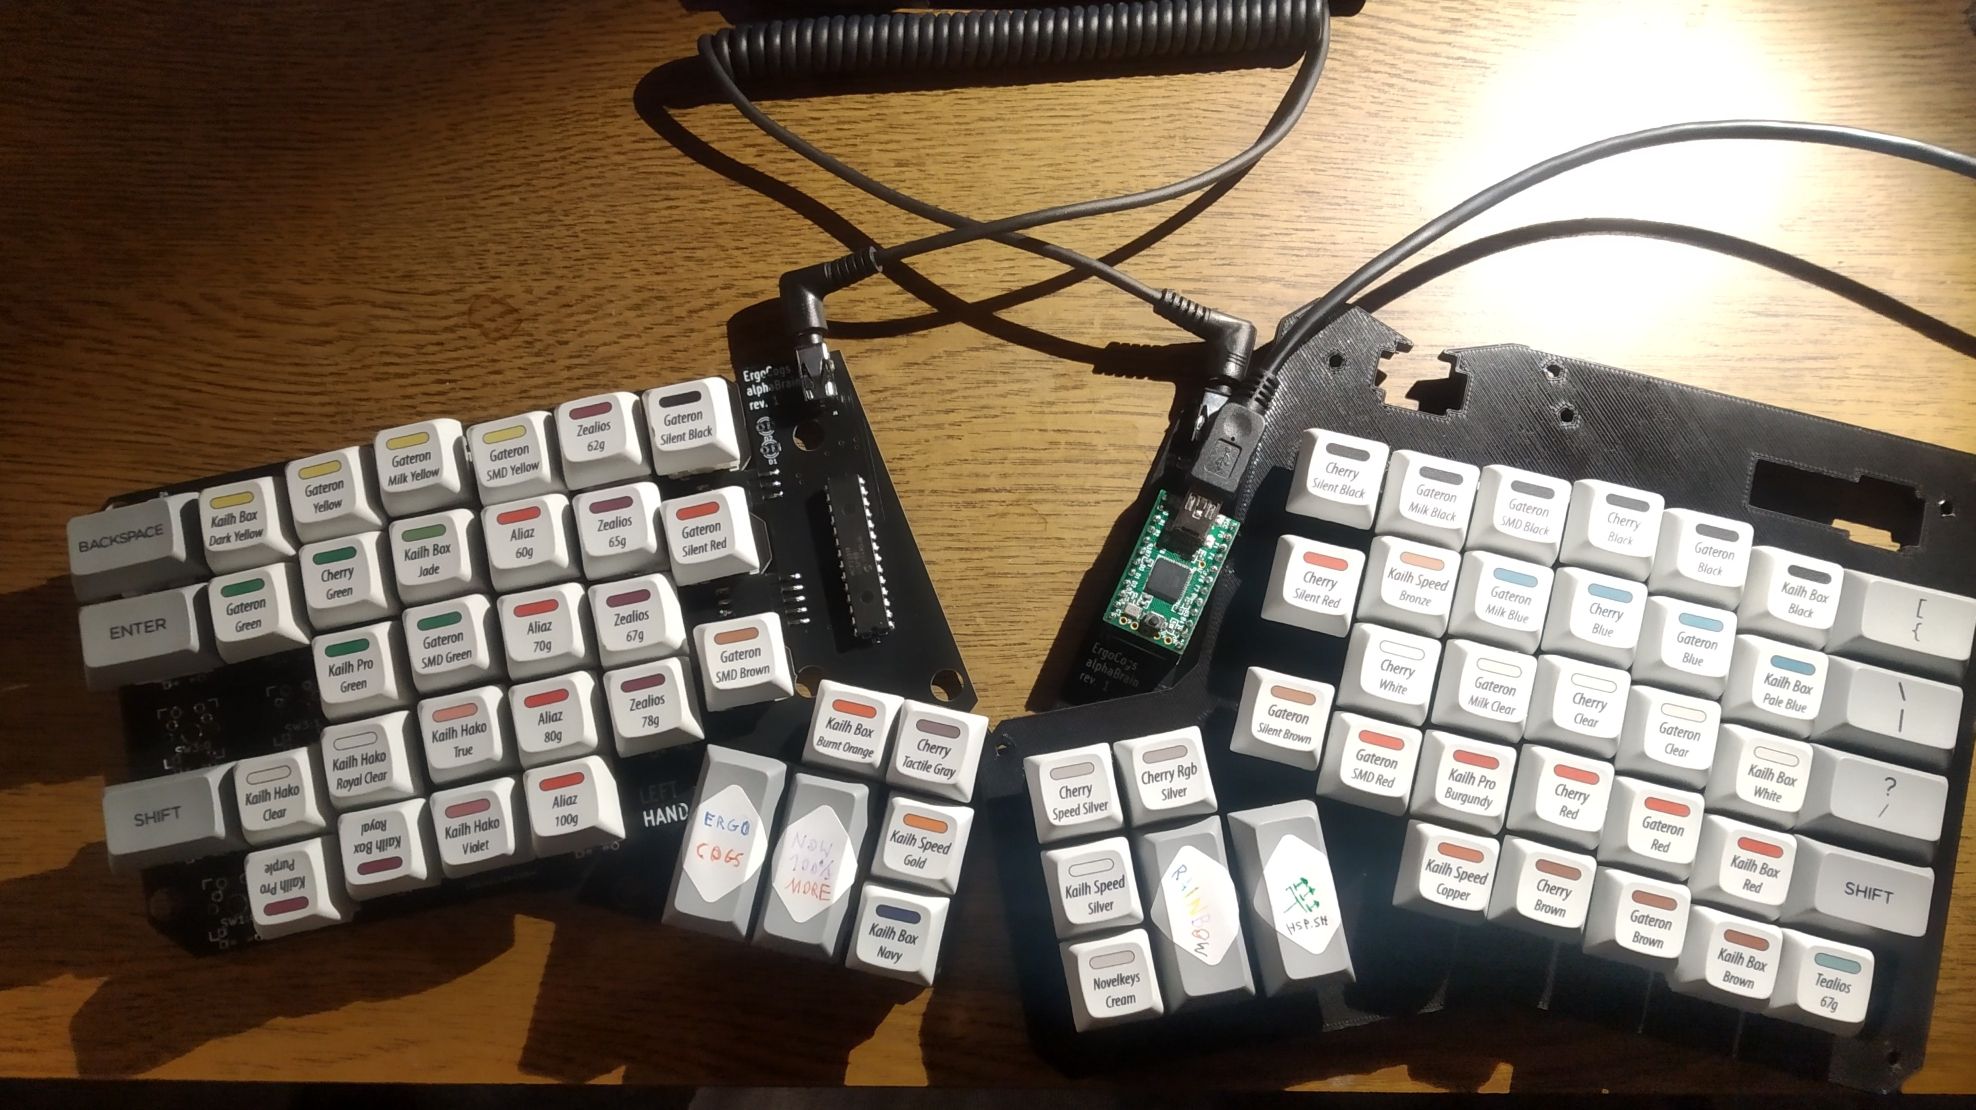 ErgoCogs
alphaBrain
rev. 1
BACKSPACE
Kailh Box
Dark Yellow
Gateron
Yellow
Gateron
Milk Yellow
Gateron
SMD Yellow
Zealios
62g
Gateron
Silent Black
ENTER
Gateron
Green
Cherry
Green
Kailh Box
Jade
Aliaz
60g
Zealios
65g
Gateron
Silent Red
Kailh Pro
Green
Gateron
SMD Green
Aliaz
70g
Zealios
67g
Gateron
SMD Brown
SHIFT
Kailh Hako
Clear
Kailh Hako
Royal Clear
Kailh Hako
True
Aliaz
80g
Zealios
78g
Kailh Pro
Purple
Kailh Box
Royal
Kailh Hako
Violet
Aliaz
100g
LEFT
HAND
Kailh Box
Burnt Orange
Cherry
Tactile Gray
ERGO
COGS
NOW
100%
MORE
Kailh Speed
Gold
Kailh Box
Navy
ErgoCogs
alphaBrain
rev 1
Cherry
Silent Black
Gateron
Milk Black
Gateron
SMD Black
Cherry
Black
Gateron
Black
Kailh Box
Black
[
{
Cherry
Silent Red
Kailh Speed
Bronze
Gateron
Milk Blue
Cherry
Blue
Gateron
Blue
Kailh Box
Pale Blue
\
|
Cherry
White
Gateron
Milk Clear
Cherry
Clear
Gateron
Clear
Kailh Box
White
?
/
Gateron
Silent Brown
Gateron
SMD Red
Kailh Pro
Burgundy
Cherry
Red
Gateron
Red
Kailh Box
Red
SHIFT
Kailh Speed
Copper
Cherry
Brown
Gateron
Brown
Kailh Box
Brown
Tealios
67g
Cherry
Speed Silver
Cherry Rgb
Silver
Kailh Speed
Silver
RAINBOW
HSP.SH
Novelkeys
Cream